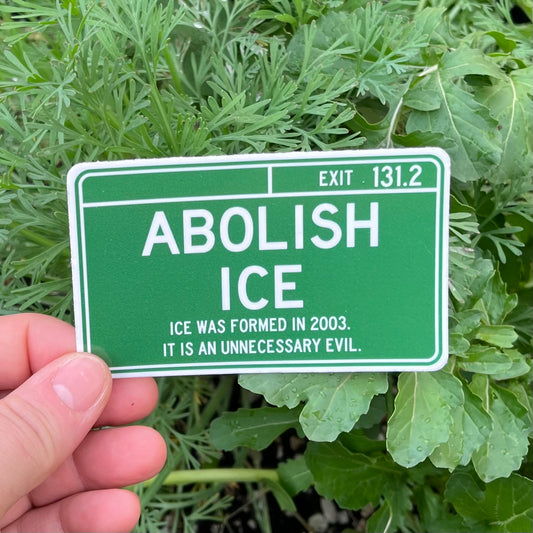 EXIT 131.2
ABOLISH
ICE
ICE WAS FORMED IN 2003.
IT IS AN UNNECESSARY EVIL.